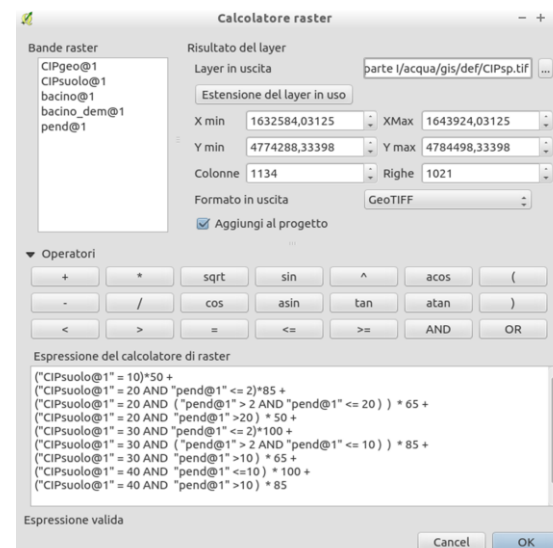 Calcolatore raster
Bande raster
CIPgeo@1
CIPsuolo@1
bacino@1
bacino_dem@1
pend@1
Risultato del layer
Layer in uscita parte I/acqua/gis/def/CIPsp.tif ...
Estensione del layer in uso
X min 1632584,03125 XMax 1643924,03125
Y min 4774288,33398 Y max 4784498,33398
Colonne 1134 Righe 1021
Formato in uscita GeoTIFF
Aggiungi al progetto
Operatori
+ * sqrt sin ^ acos (
- / cos asin tan atan )
< > = <= >= AND OR
Espressione del calcolatore di raster
("CIPsuolo@1" = 10)*50 +
("CIPsuolo@1" = 20 AND "pend@1" <= 2)*85 +
("CIPsuolo@1" = 20 AND ( "pend@1" > 2 AND "pend@1" <= 20 ) ) * 65 +
("CIPsuolo@1" = 20 AND "pend@1" >20 ) * 50 +
("CIPsuolo@1" = 30 AND "pend@1" <= 2)*100 +
("CIPsuolo@1" = 30 AND ( "pend@1" > 2 AND "pend@1" <= 10 ) ) * 85 +
("CIPsuolo@1" = 30 AND "pend@1" >10 ) * 65 +
("CIPsuolo@1" = 40 AND "pend@1" <=10 ) * 100 +
("CIPsuolo@1" = 40 AND "pend@1" >10 ) * 85
Espressione valida
Cancel OK